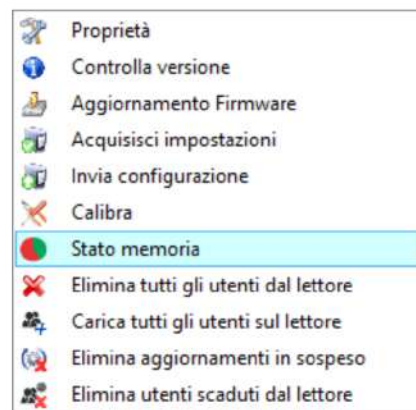 Proprietà
Controlla versione
Aggiornamento Firmware
Acquisisci impostazioni
Invia configurazione
Calibra
Stato memoria
Elimina tutti gli utenti dal lettore
Carica tutti gli utenti sul lettore
Elimina aggiornamenti in sospeso
Elimina utenti scaduti dal lettore